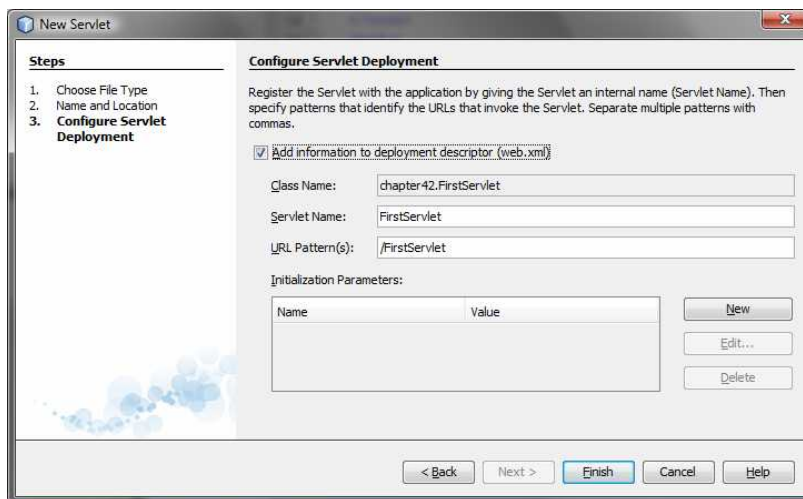 New Servlet
Steps
1. Choose File Type
2. Name and Location
3. Configure Servlet
Deployment
Configure Servlet Deployment
Register the Servlet with the application by giving the Servlet an internal name (Servlet Name). Then
specify patterns that identify the URLs that invoke the Servlet. Separate multiple patterns with
commas.
Add information to deployment descriptor (web.xml)
Class Name: chapter42.FirstServlet
Servlet Name: FirstServlet
URL Pattern(s): /FirstServlet
Initialization Parameters:
Name Value
New
Edit...
Delete
< Back Next > Finish Cancel Help